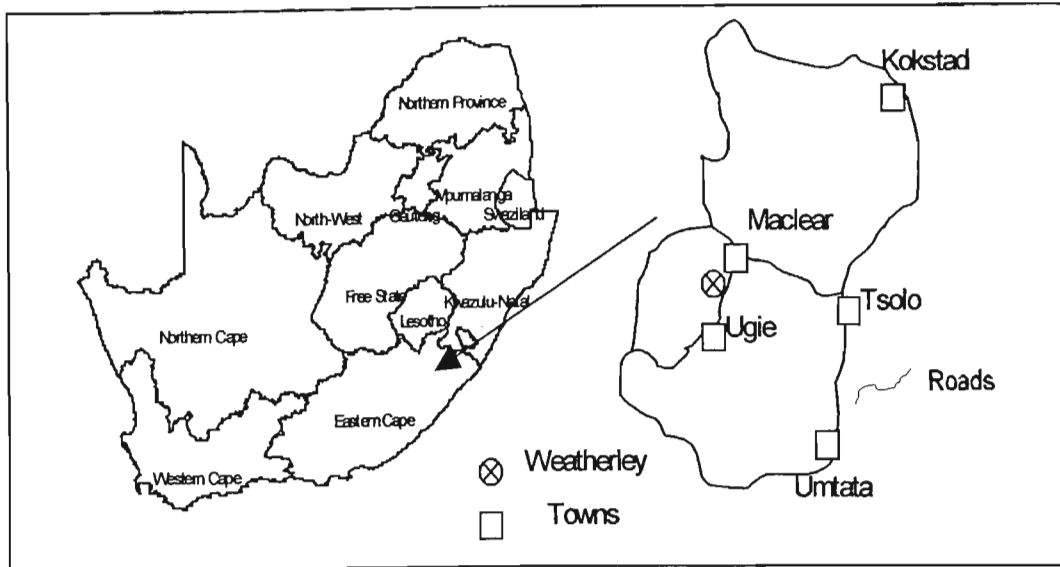 Northern Province
Mpumalanga
North-West
Gauteng
Swaziland
Free State
Kwazulu-Natal
Lesotho
Northern Cape
Eastern Cape
Western Cape
Kokstad
Maclear
Tsolo
Ugie
Roads
Umtata
Weatherley
Towns